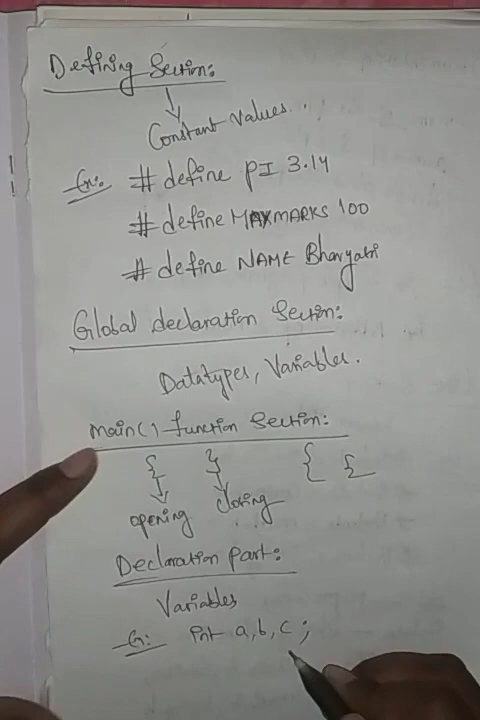 Defining Section:
Constant Values...
Ex: # define PI 3.14
# define MAXMARKS 100
# define NAME Bhargavi
Global declaration Section:
Datatypes, Variables.
main() function Section:
{ } { {
opening closing
Declaration part:
Variables
Ex: int a,b,c;